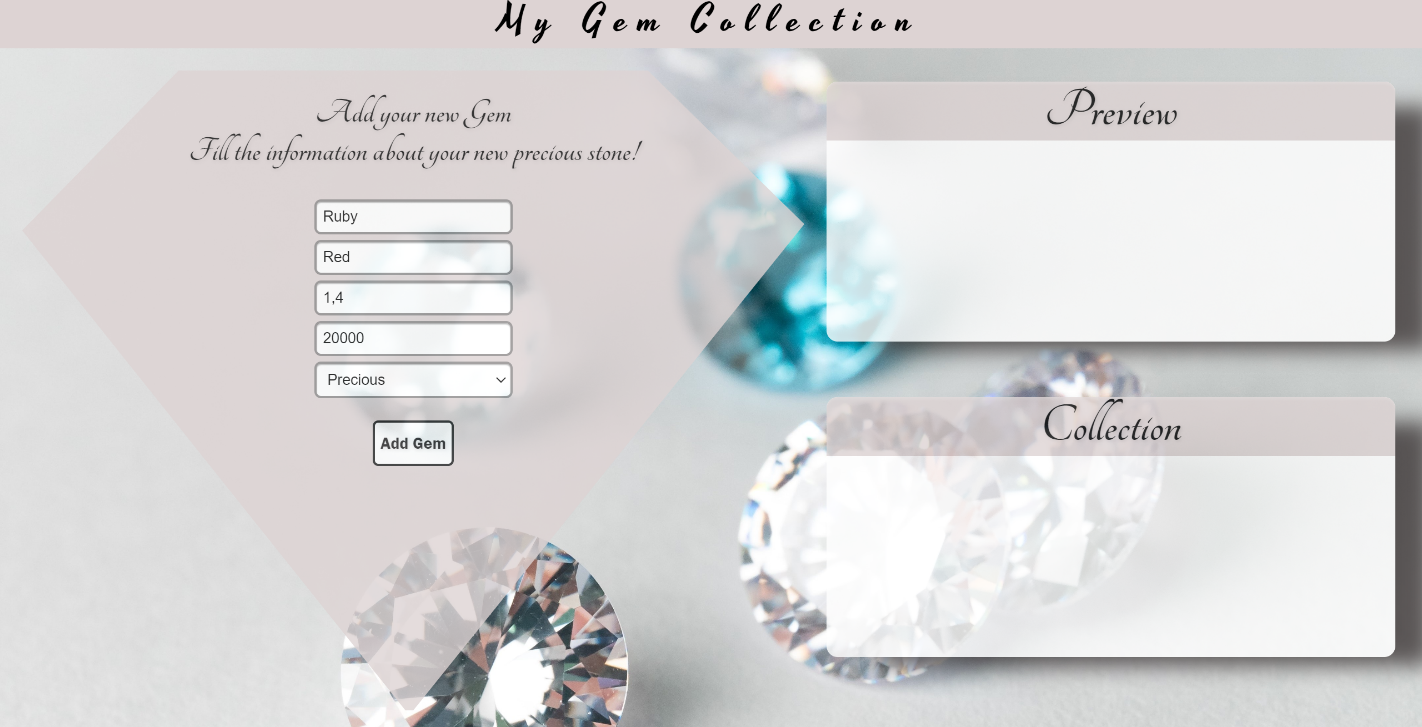 My Gem Collection
Add your new Gem
Fill the information about your new precious stone!
Ruby
Red
1,4
20000
Precious
Add Gem
Preview
Collection